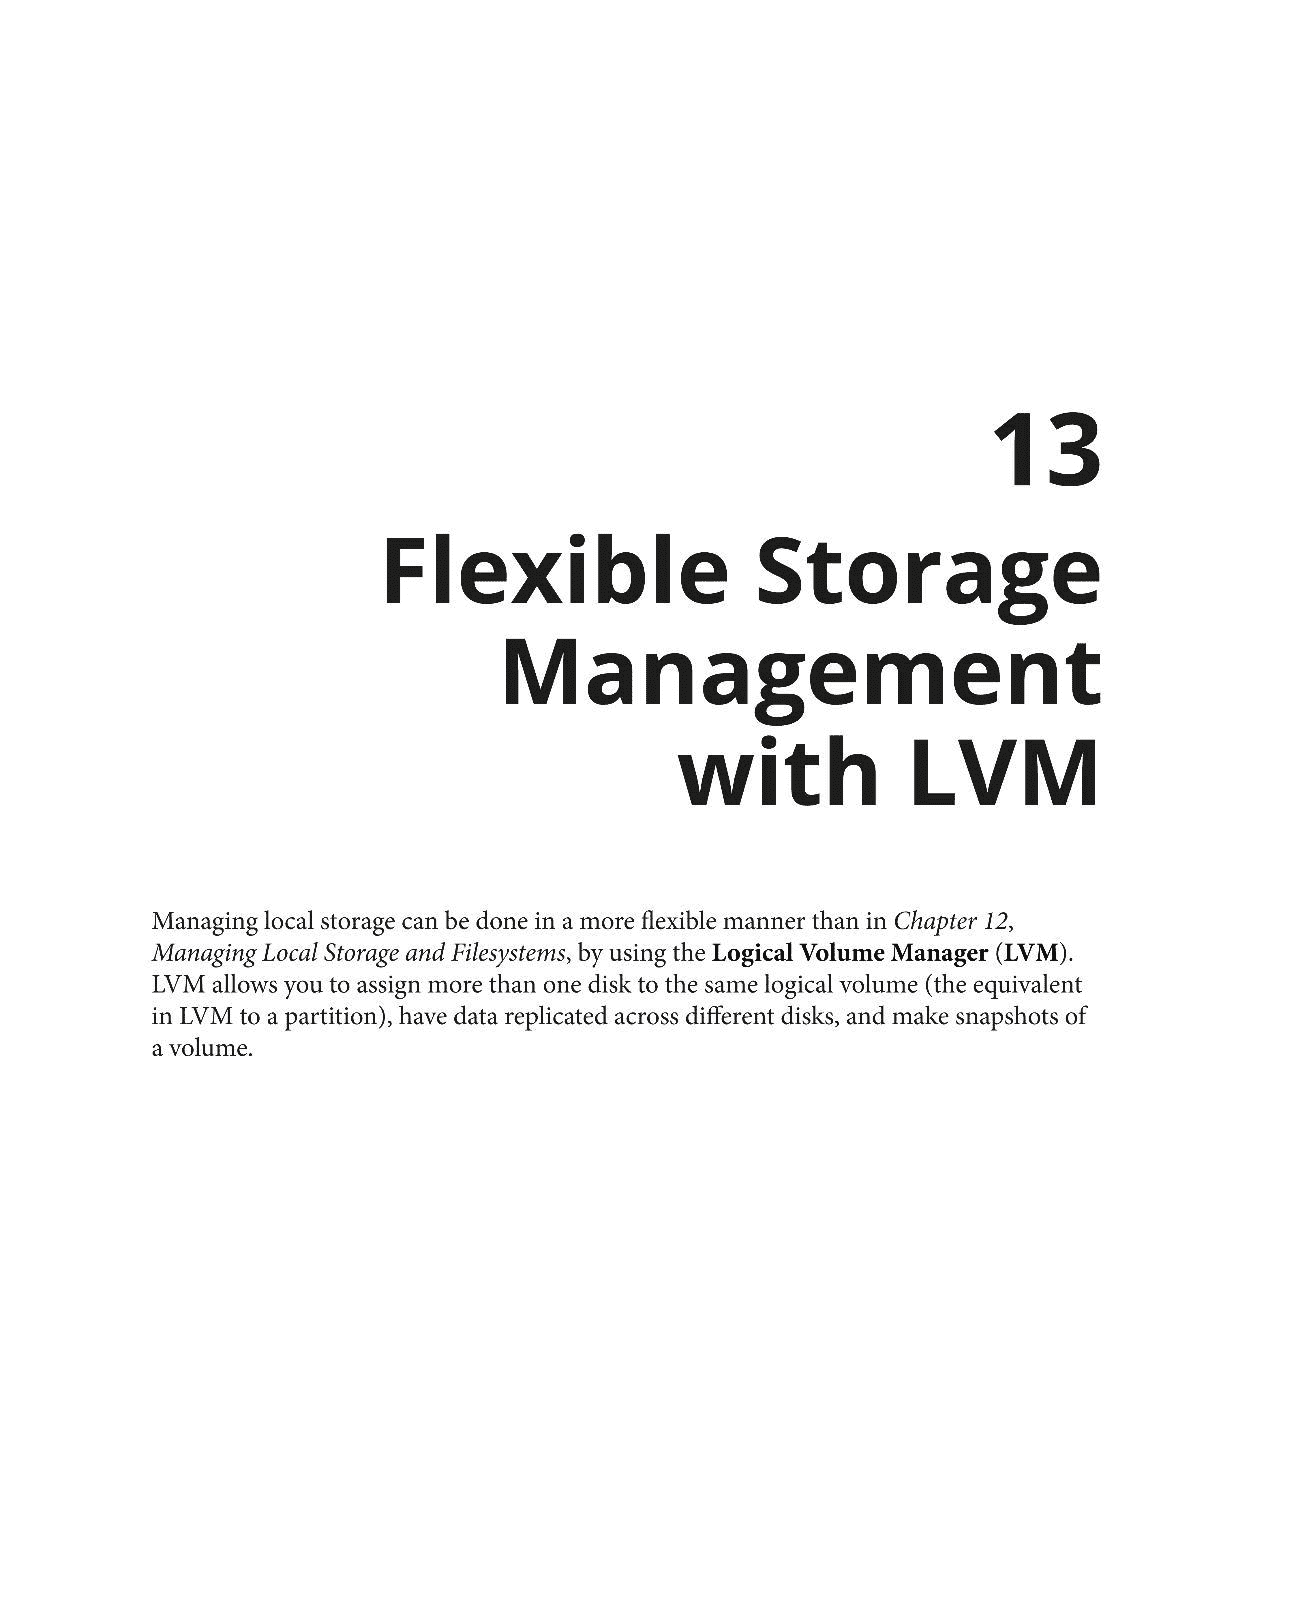 13
Flexible Storage
Management
with LVM
Managing local storage can be done in a more flexible manner than in Chapter 12,
Managing Local Storage and Filesystems, by using the Logical Volume Manager (LVM).
LVM allows you to assign more than one disk to the same logical volume (the equivalent
in LVM to a partition), have data replicated across different disks, and make snapshots of
a volume.